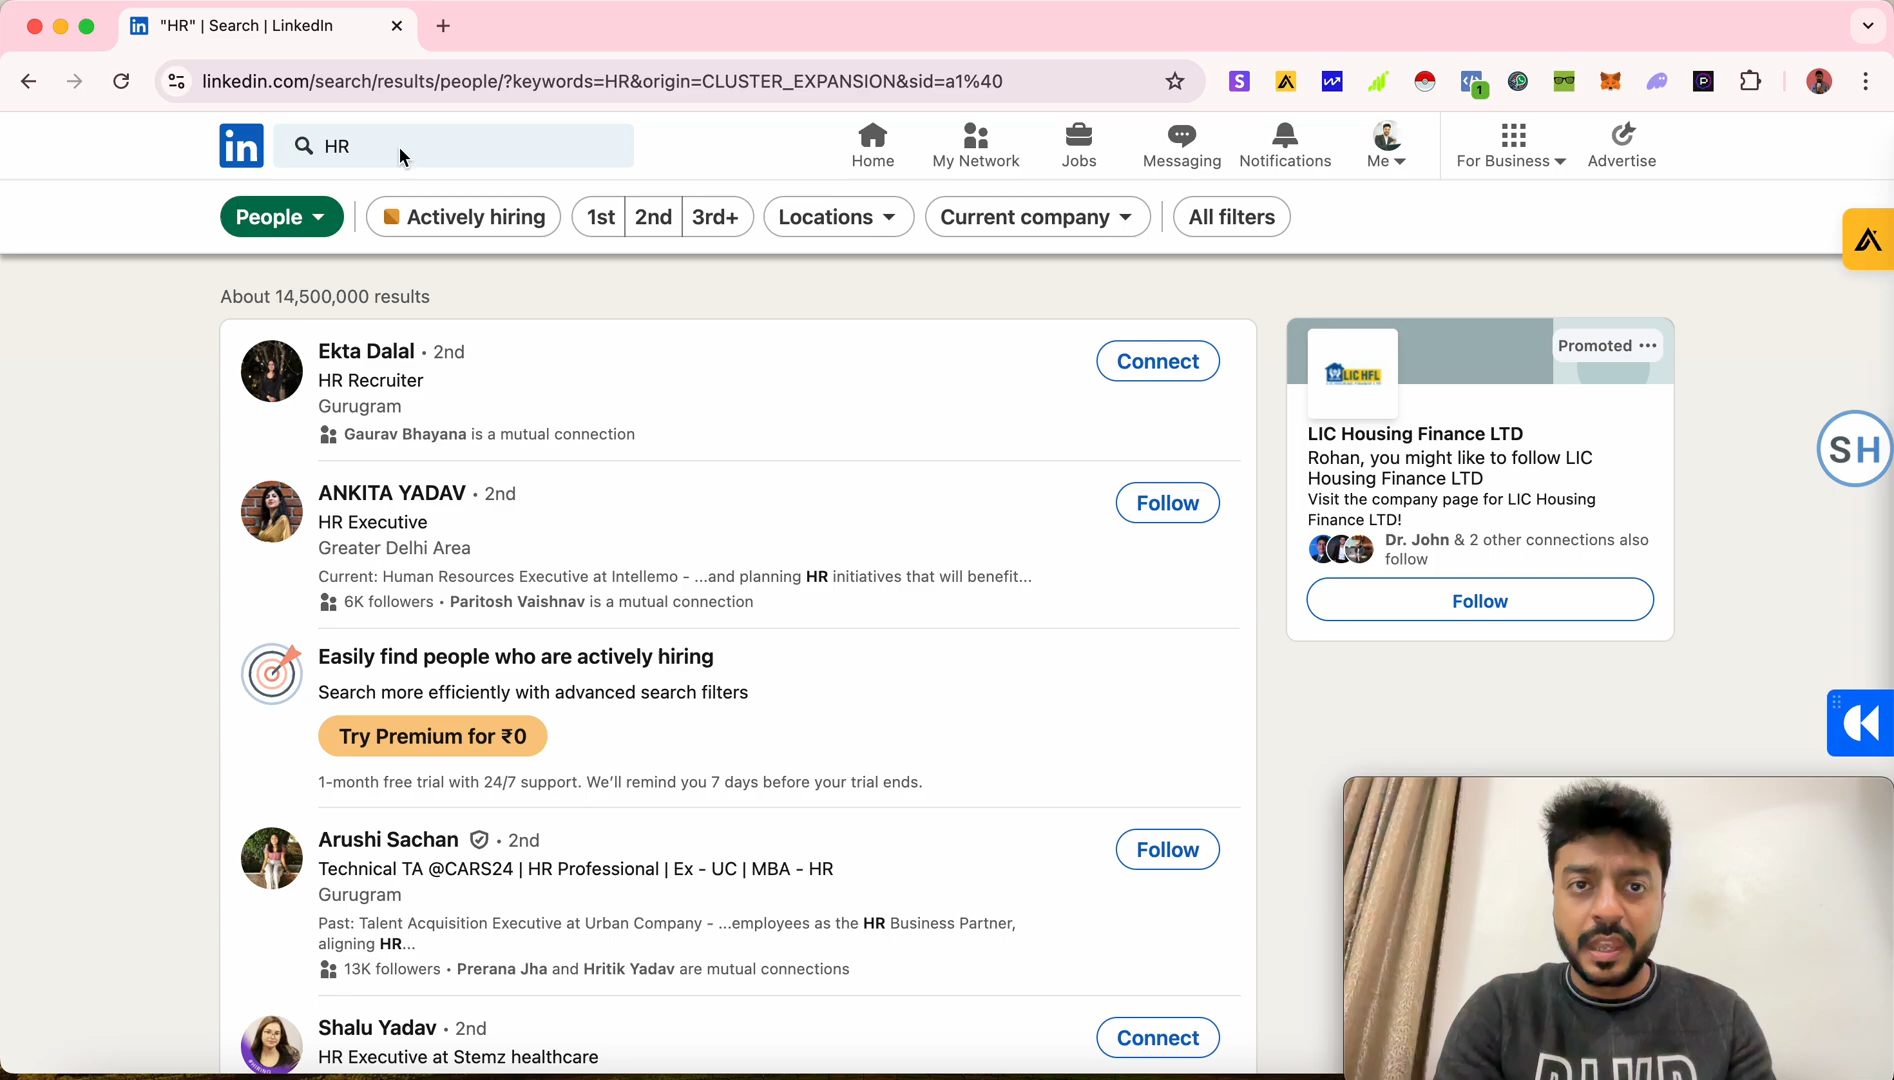 "HR" | Search | LinkedIn
linkedin.com/search/results/people/?keywords=HR&origin=CLUSTER_EXPANSION&sid=a1%40
1
in
HR
Home
My Network
Jobs
Messaging
Notifications
Me
For Business
Advertise
People
Actively hiring
1st
2nd
3rd+
Locations
Current company
All filters
About 14,500,000 results
Ekta Dalal • 2nd
HR Recruiter
Gurugram
Gaurav Bhayana is a mutual connection
Connect
ANKITA YADAV • 2nd
HR Executive
Greater Delhi Area
Current: Human Resources Executive at Intellemo - ...and planning HR initiatives that will benefit...
6K followers • Paritosh Vaishnav is a mutual connection
Follow
Easily find people who are actively hiring
Search more efficiently with advanced search filters
Try Premium for ₹0
1-month free trial with 24/7 support. We’ll remind you 7 days before your trial ends.
Arushi Sachan • 2nd
Technical TA @CARS24 | HR Professional | Ex - UC | MBA - HR
Gurugram
Past: Talent Acquisition Executive at Urban Company - ...employees as the HR Business Partner,
aligning HR...
13K followers • Prerana Jha and Hritik Yadav are mutual connections
Follow
Shalu Yadav • 2nd
HR Executive at Stemz healthcare
Connect
Promoted •••
LIC HFL
LIC Housing Finance LTD
Rohan, you might like to follow LIC
Housing Finance LTD
Visit the company page for LIC Housing
Finance LTD!
Dr. John & 2 other connections also
follow
Follow
SH